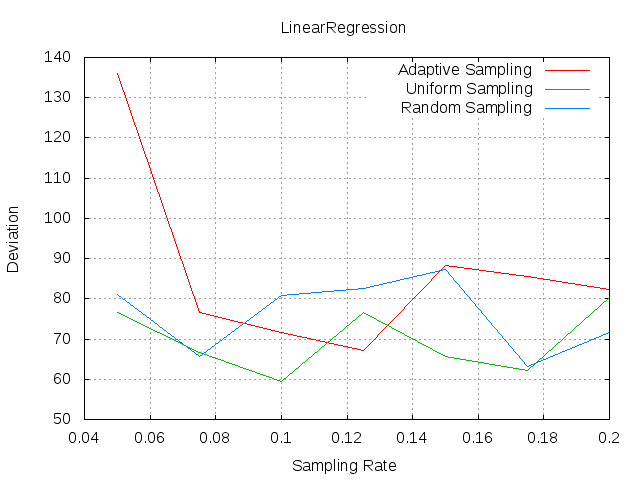 LinearRegression
Adaptive Sampling
Uniform Sampling
Random Sampling
140
130
120
110
100
90
80
70
60
50
Deviation
0.04 0.06 0.08 0.1 0.12 0.14 0.16 0.18 0.2
Sampling Rate